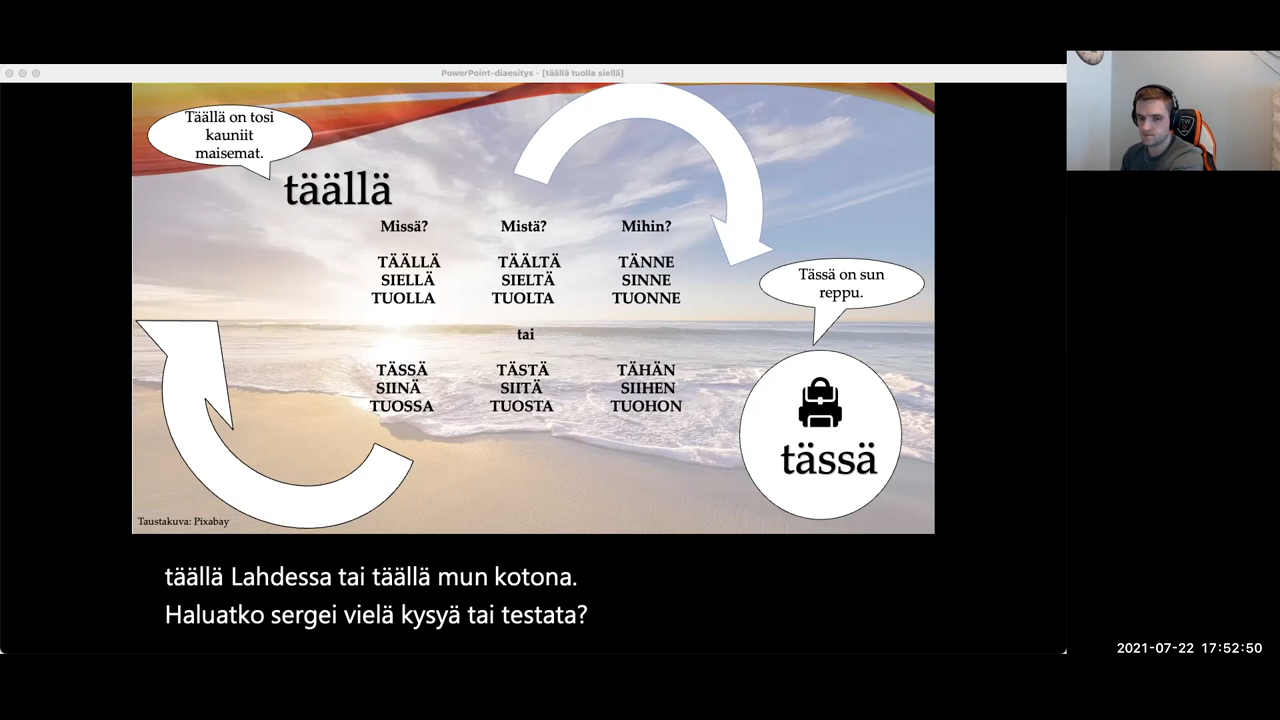 PowerPoint-diaesitys - [täällä tuolla siellä]
Täällä on tosi
kauniit
maisemat.
täällä
Missä? Mistä? Mihin?
TÄÄLLÄ TÄÄLTÄ TÄNNE
SIELLÄ SIELTÄ SINNE
TUOLLA TUOLTA TUONNE
tai
TÄSSÄ TÄSTÄ TÄHÄN
SIINÄ SIITÄ SIIHEN
TUOSSA TUOSTA TUOHON
Tässä on sun
reppu.
tässä
Taustakuva: Pixabay
täällä Lahdessa tai täällä mun kotona.
Haluatko sergei vielä kysyä tai testata?
2021-07-22 17:52:50